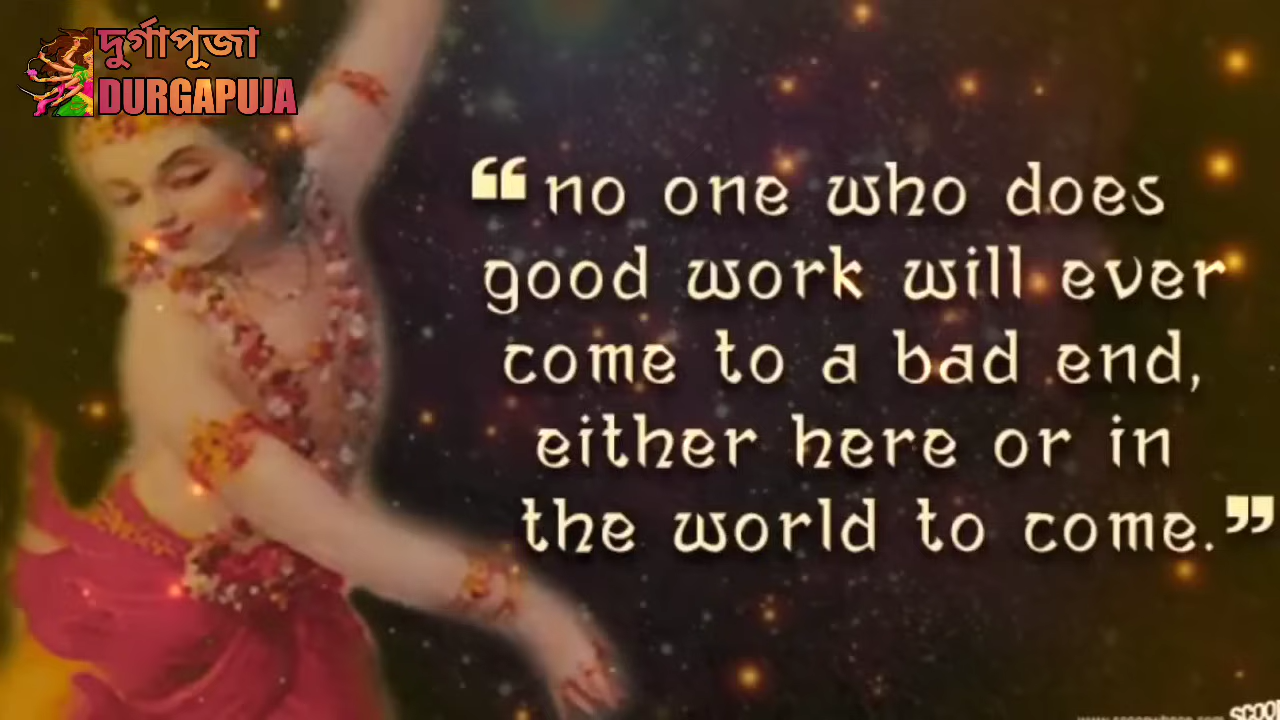 দুর্গাপূজা
DURGAPUJA
❝no one who does
good work will ever
come to a bad end,
either here or in
the world to come.❞